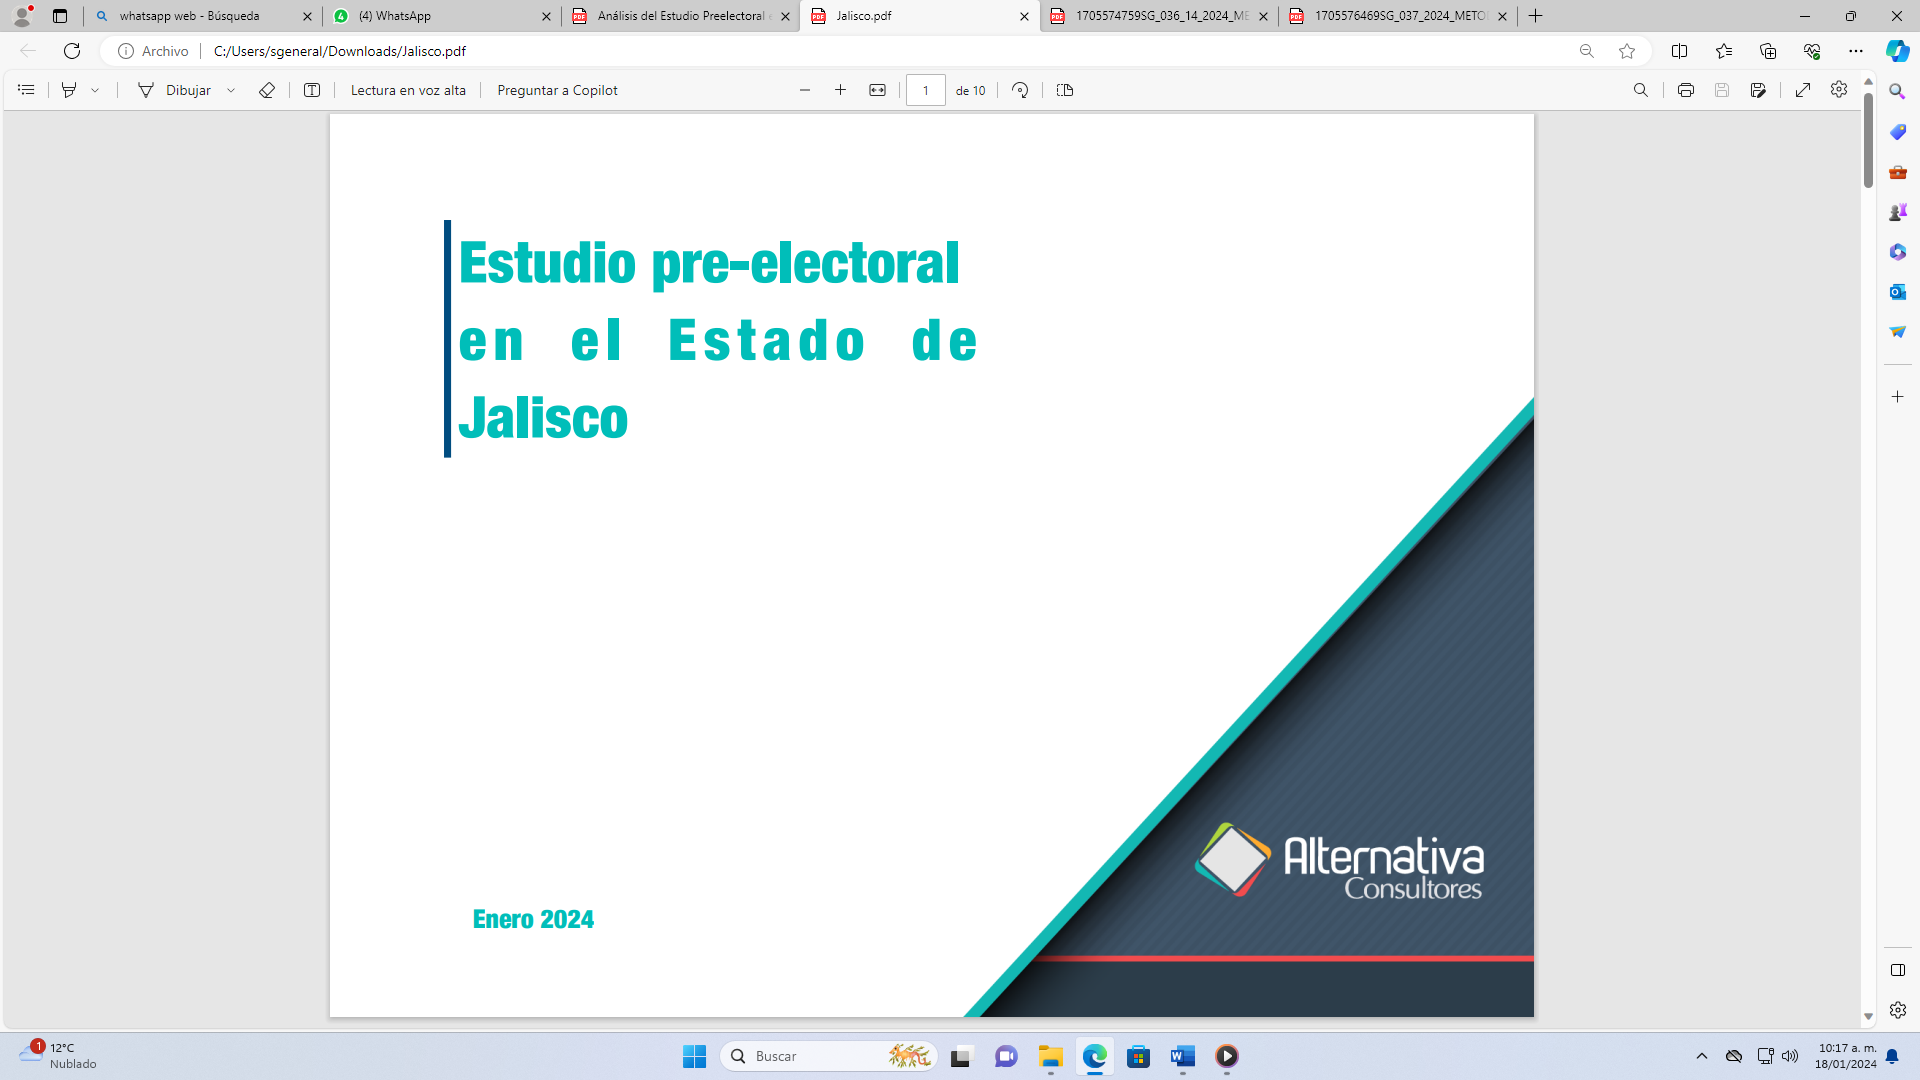 whatsapp web - Búsqueda
(4) WhatsApp
Análisis del Estudio Preelectoral
Jalisco.pdf
1705574759SG_036_14_2024_ME
1705576469SG_037_2024_METO
Archivo
C:/Users/sgeneral/Downloads/Jalisco.pdf
Dibujar
Lectura en voz alta
Preguntar a Copilot
1
de 10
Estudio pre-electoral
en el Estado de
Jalisco
Alternativa
Consultores
Enero 2024
1
12°C
Nublado
Buscar
10:17 a. m.
18/01/2024